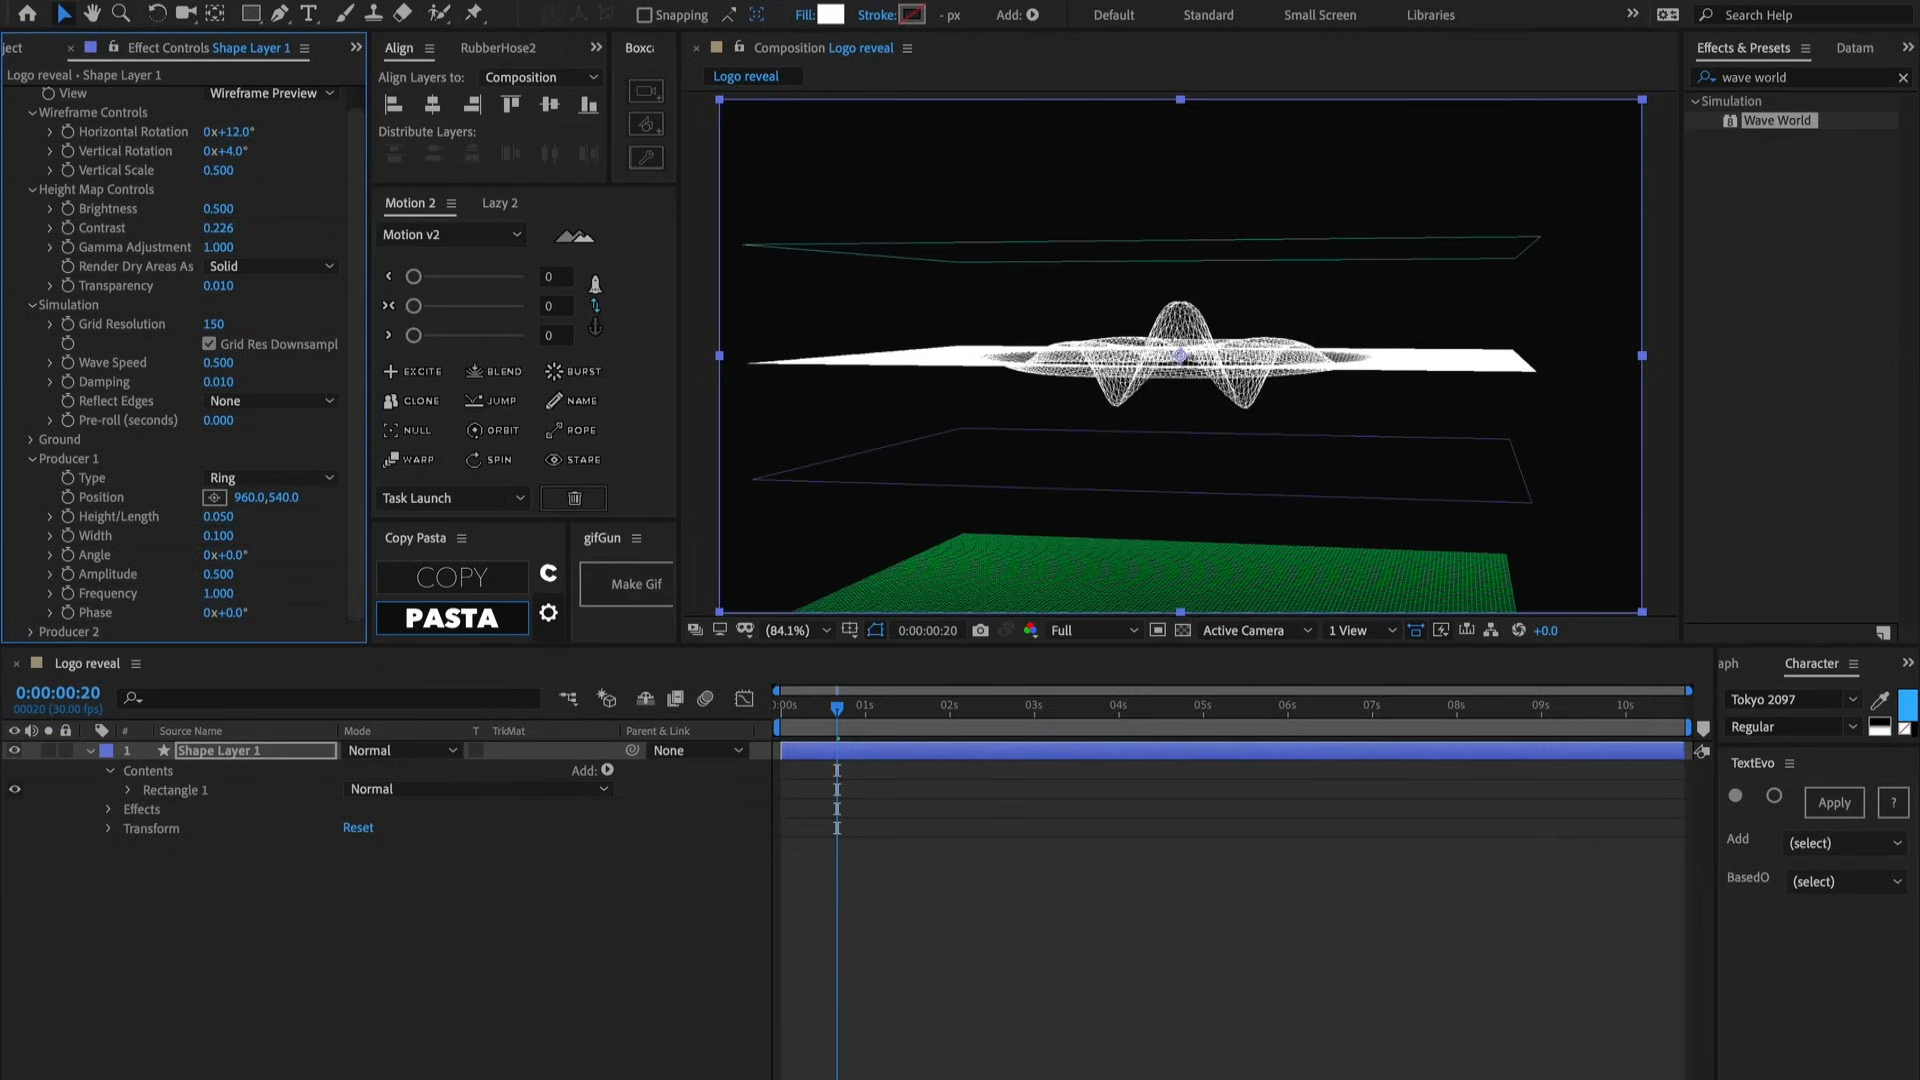 Snapping
Fill:
Stroke:
- px
Add:
Default
Standard
Small Screen
Libraries
Search Help
ject
Effect Controls Shape Layer 1
Logo reveal • Shape Layer 1
View
Wireframe Preview
Wireframe Controls
Horizontal Rotation
0x+12.0°
Vertical Rotation
0x+4.0°
Vertical Scale
0.500
Height Map Controls
Brightness
0.500
Contrast
0.226
Gamma Adjustment
1.000
Render Dry Areas As
Solid
Transparency
0.010
Simulation
Grid Resolution
150
Grid Res Downsampl
Wave Speed
0.500
Damping
0.010
Reflect Edges
None
Pre-roll (seconds)
0.000
Ground
Producer 1
Type
Ring
Position
960.0,540.0
Height/Length
0.050
Width
0.100
Angle
0x+0.0°
Amplitude
0.500
Frequency
1.000
Phase
0x+0.0°
Producer 2
Align
RubberHose2
Align Layers to:
Composition
Distribute Layers:
Boxca
Motion 2
Lazy 2
Motion v2
0
0
0
EXCITE
BLEND
BURST
CLONE
JUMP
NAME
NULL
ORBIT
ROPE
WARP
SPIN
STARE
Task Launch
Copy Pasta
COPY
C
PASTA
gifGun
Make Gif
Composition Logo reveal
Logo reveal
(84.1%)
0:00:00:20
Full
Active Camera
1 View
+0.0
Effects & Presets
Datam
wave world
Simulation
8
Wave World
Logo reveal
0:00:00:20
00020 (30.00 fps)
#
Source Name
Mode
T
TrkMat
Parent & Link
1
Shape Layer 1
Normal
None
Contents
Add:
Rectangle 1
Normal
Effects
Transform
Reset
):00s
01s
02s
03s
04s
05s
06s
07s
08s
09s
10s
aph
Character
Tokyo 2097
Regular
TextEvo
Apply
?
Add
(select)
BasedO
(select)